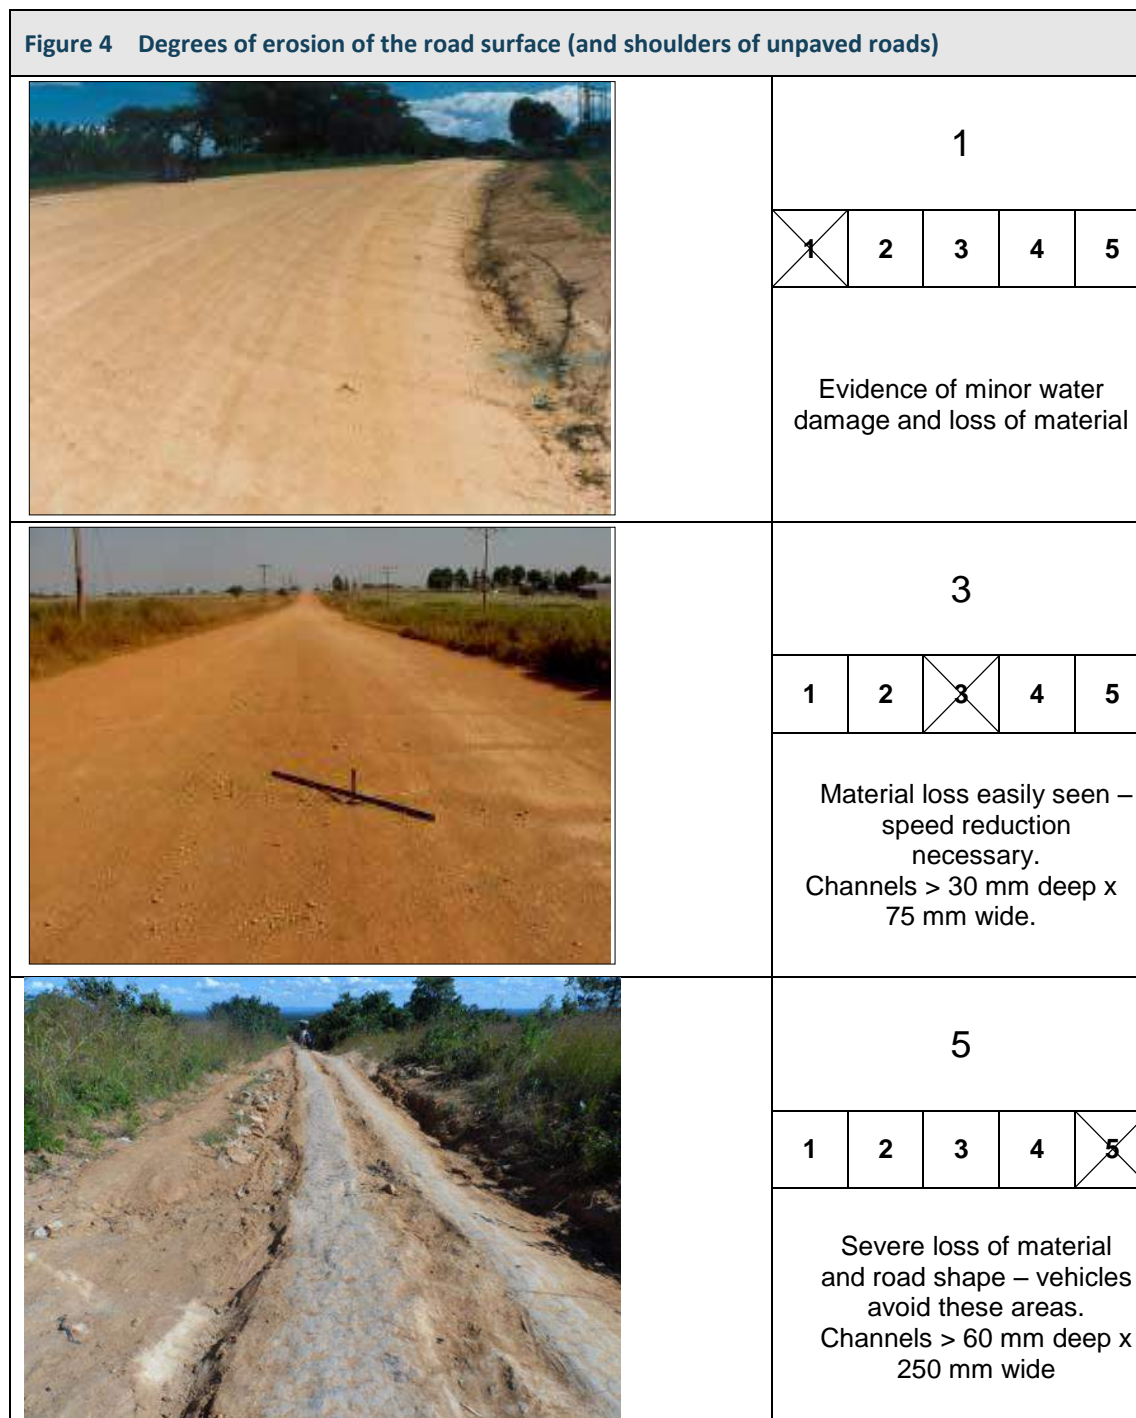 Figure 4 Degrees of erosion of the road surface (and shoulders of unpaved roads)
1
1 2 3 4 5
Evidence of minor water
damage and loss of material
3
1 2 3 4 5
Material loss easily seen –
speed reduction
necessary.
Channels > 30 mm deep x
75 mm wide.
5
1 2 3 4 5
Severe loss of material
and road shape – vehicles
avoid these areas.
Channels > 60 mm deep x
250 mm wide